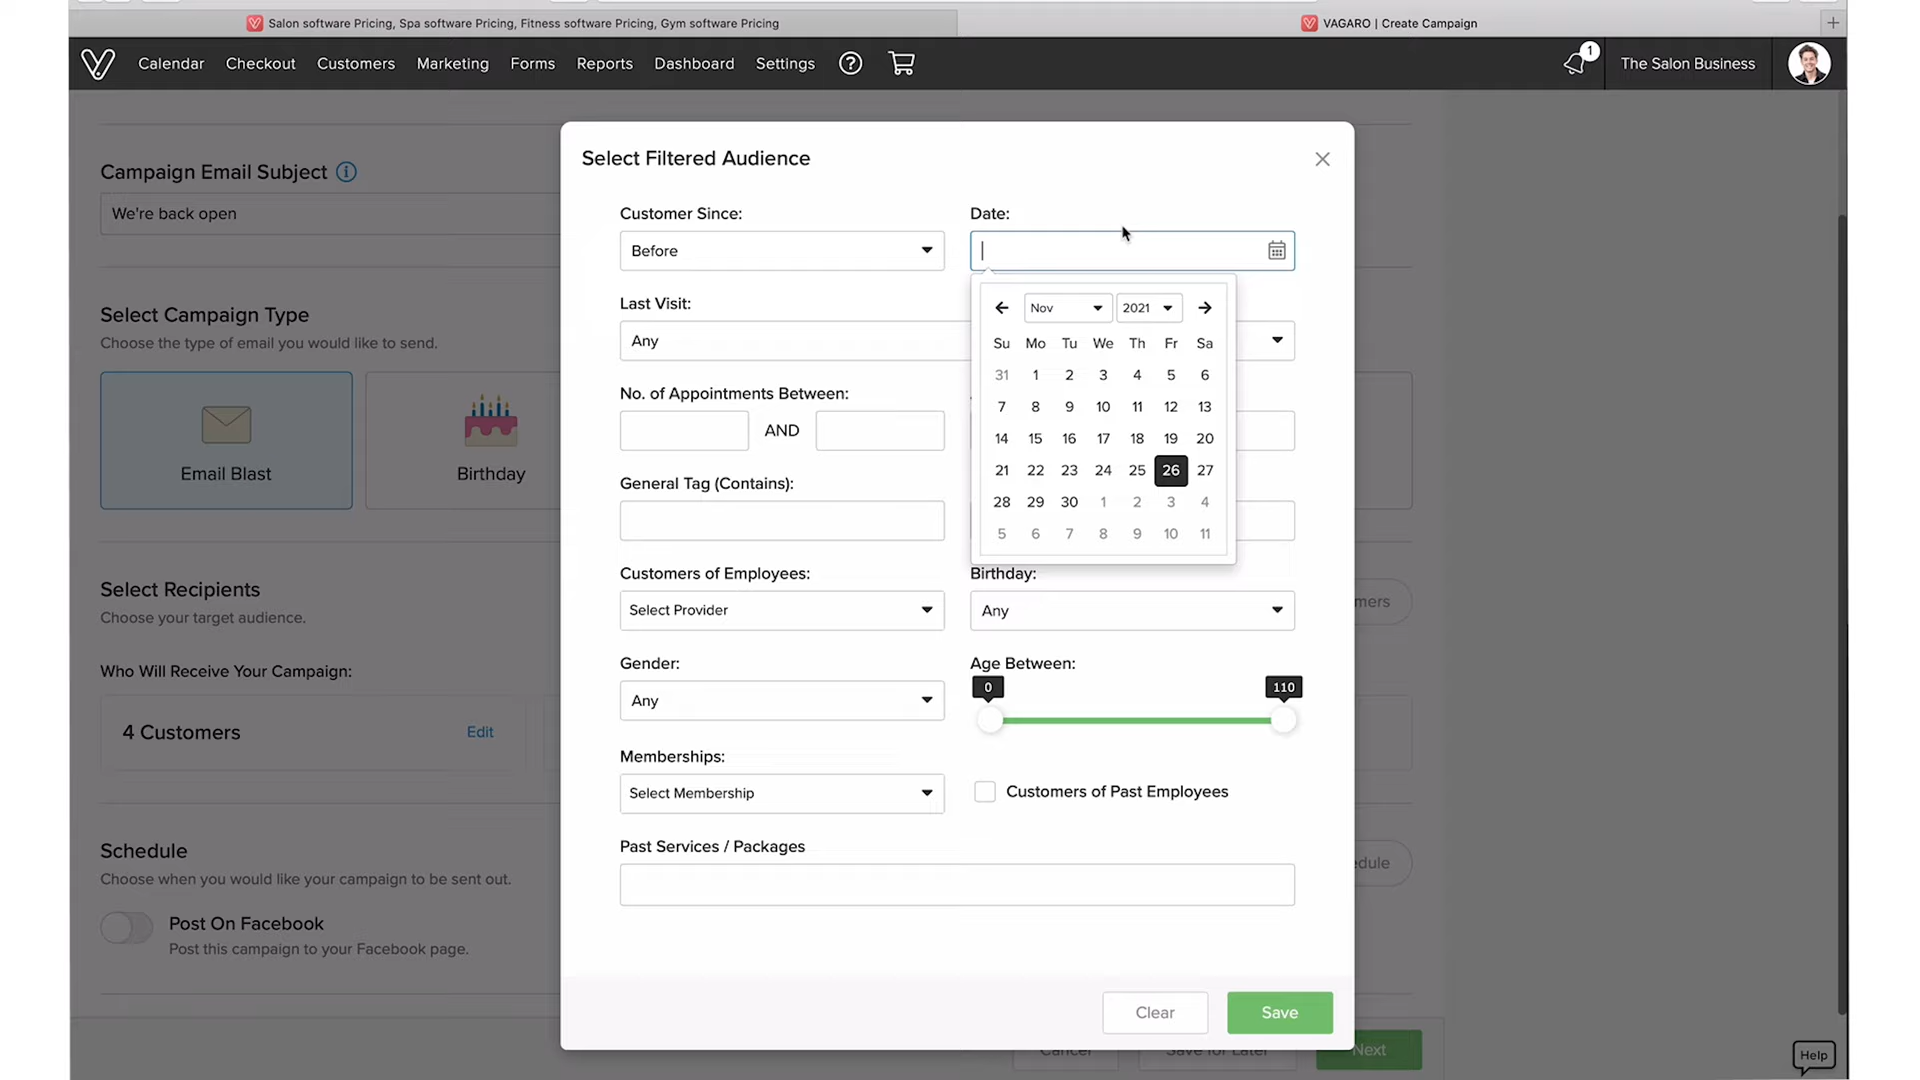 Salon software Pricing, Spa software Pricing, Fitness software Pricing, Gym software Pricing
VAGARO | Create Campaign
Calendar Checkout Customers Marketing Forms Reports Dashboard Settings
1
The Salon Business
Select Filtered Audience
Campaign Email Subject
We're back open
Customer Since:
Before
Date:
Last Visit:
Any
Nov 2021
Su Mo Tu We Th Fr Sa
31 1 2 3 4 5 6
7 8 9 10 11 12 13
14 15 16 17 18 19 20
21 22 23 24 25 26 27
28 29 30 1 2 3 4
5 6 7 8 9 10 11
Select Campaign Type
Choose the type of email you would like to send.
Email Blast
Birthday
No. of Appointments Between:
AND
General Tag (Contains):
Customers of Employees:
Select Provider
Birthday:
Any
Select Recipients
Choose your target audience.
mers
Who Will Receive Your Campaign:
4 Customers
Edit
Gender:
Any
Age Between:
0
110
Memberships:
Select Membership
Customers of Past Employees
Past Services / Packages
Schedule
Choose when you would like your campaign to be sent out.
dule
Post On Facebook
Post this campaign to your Facebook page.
Clear
Save
Cancel
Save for Later
Next
Help